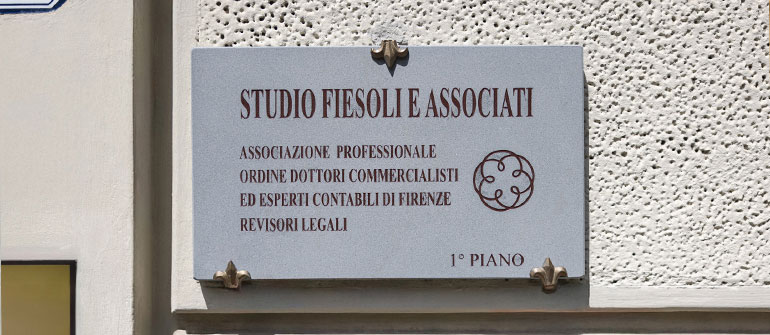 STUDIO FIESOLI E ASSOCIATI
ASSOCIAZIONE PROFESSIONALE
ORDINE DOTTORI COMMERCIALISTI
ED ESPERTI CONTABILI DI FIRENZE
REVISORI LEGALI
1° PIANO